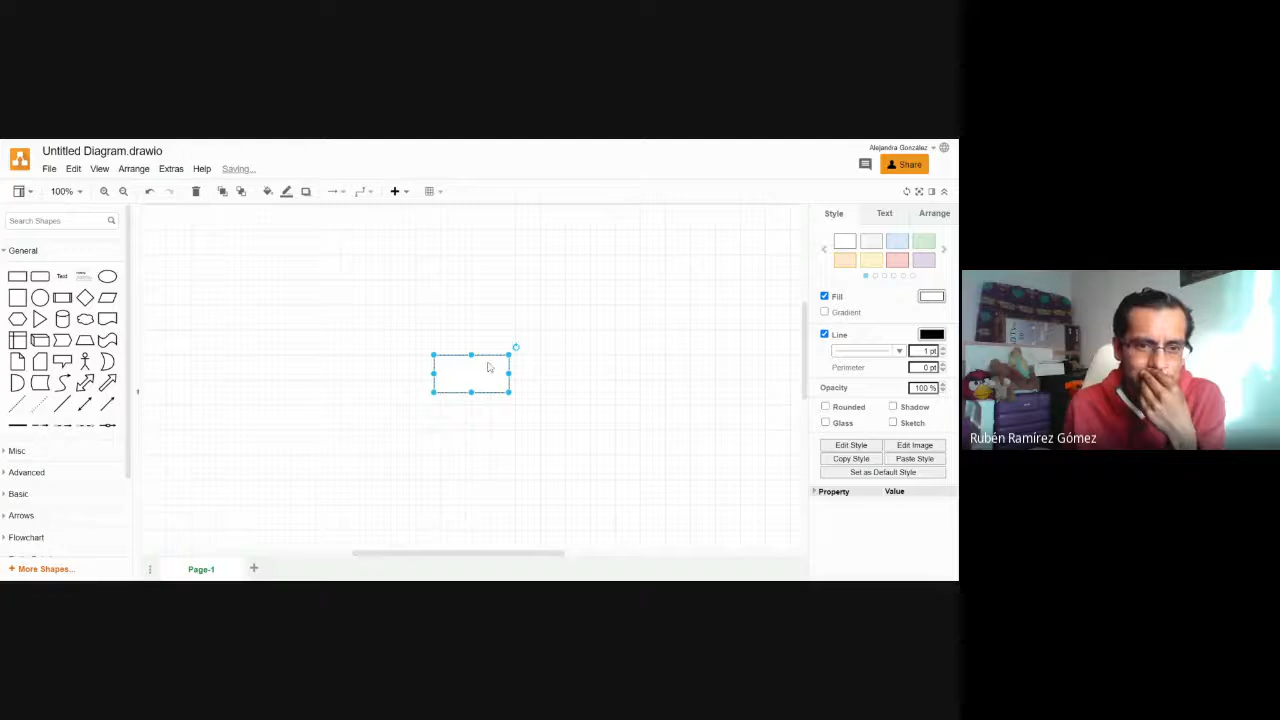 Untitled Diagram.drawio
Alejandra González
File Edit View Arrange Extras Help Saving...
Share
100%
Search Shapes
Style Text Arrange
General
Text
Fill
Gradient
Line
1 pt
Perimeter 0 pt
Opacity 100 %
Rounded Shadow
Glass Sketch
Edit Style Edit Image
Copy Style Paste Style
Set as Default Style
Property Value
Misc
Advanced
Basic
Arrows
Flowchart
+ More Shapes...
Page-1
Rubén Ramírez Gómez